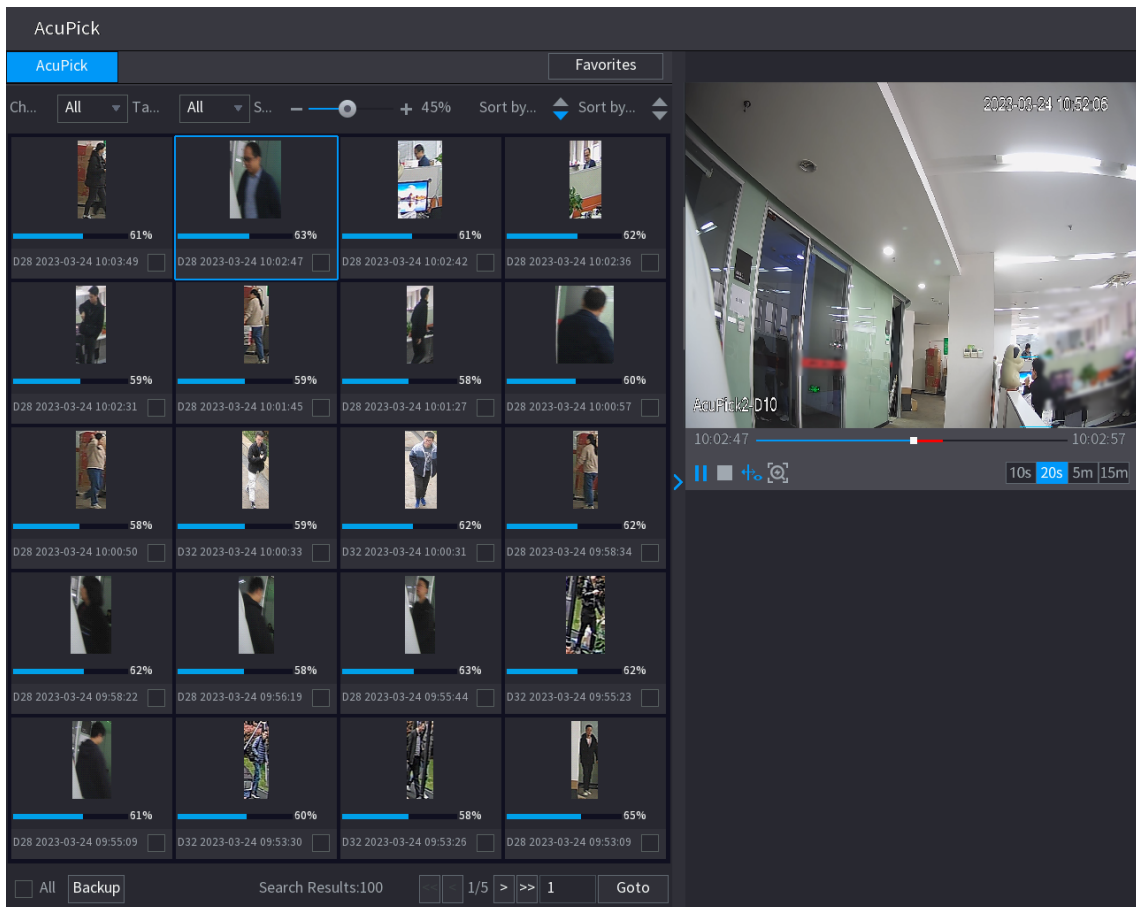 AcuPick
AcuPick
Favorites
Ch... All Ta... All S... 45% Sort by... Sort by...
61% 63% 61% 62%
D28 2023-03-24 10:03:49 D28 2023-03-24 10:02:47 D28 2023-03-24 10:02:42 D28 2023-03-24 10:02:36
59% 59% 58% 60%
D28 2023-03-24 10:02:31 D28 2023-03-24 10:01:45 D28 2023-03-24 10:01:27 D28 2023-03-24 10:00:57
58% 59% 62% 62%
D28 2023-03-24 10:00:50 D32 2023-03-24 10:00:33 D32 2023-03-24 10:00:31 D28 2023-03-24 09:58:34
62% 58% 63% 62%
D28 2023-03-24 09:58:22 D28 2023-03-24 09:56:19 D28 2023-03-24 09:55:44 D32 2023-03-24 09:55:23
61% 60% 58% 65%
D28 2023-03-24 09:55:09 D32 2023-03-24 09:53:30 D32 2023-03-24 09:53:26 D28 2023-03-24 09:53:09
All Backup Search Results:100 << < 1/5 > >> 1 Goto
2023-03-24 10:52:06
AcuPick2-D10
10:02:47 10:02:57
10s 20s 5m 15m